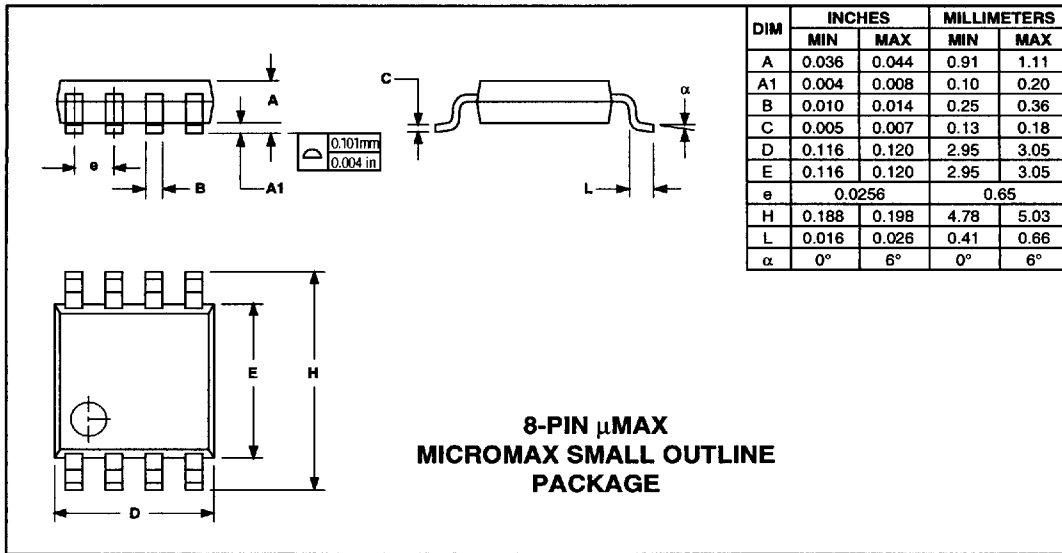 C
α
A
0.101mm
0.004 in
e
B
A1
L
E
H
D
8-PIN μMAX
MICROMAX SMALL OUTLINE
PACKAGE
DIM INCHES MILLIMETERS
MIN MAX MIN MAX
A 0.036 0.044 0.91 1.11
A1 0.004 0.008 0.10 0.20
B 0.010 0.014 0.25 0.36
C 0.005 0.007 0.13 0.18
D 0.116 0.120 2.95 3.05
E 0.116 0.120 2.95 3.05
e 0.0256 0.65
H 0.188 0.198 4.78 5.03
L 0.016 0.026 0.41 0.66
α 0° 6° 0° 6°